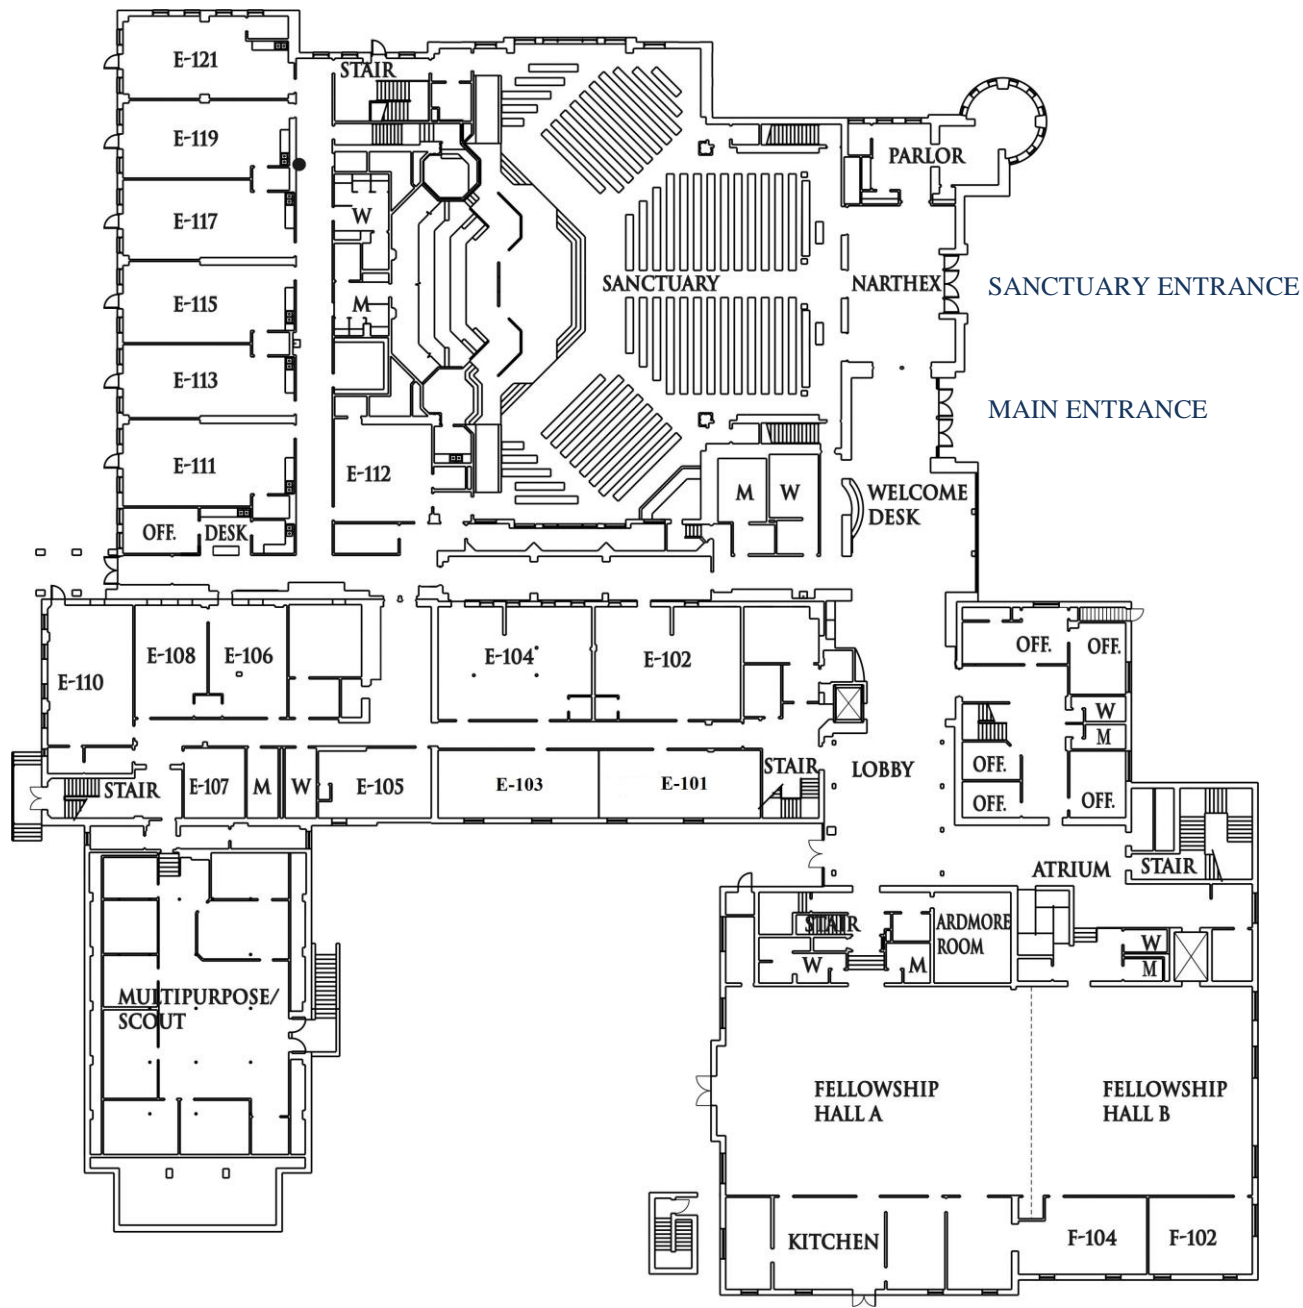 E-121
STAIR
E-119
PARLOR
E-117
W
E-115
M
SANCTUARY
NARTHEX
SANCTUARY ENTRANCE
E-113
MAIN ENTRANCE
E-111
E-112
M
W
WELCOME
DESK
OFF.
DESK
E-110
E-108
E-106
E-104
E-102
OFF.
OFF.
W
M
STAIR
E-107
M
W
E-105
E-103
E-101
STAIR
LOBBY
OFF.
OFF.
OFF.
ATRIUM
STAIR
STAIR
ARDMORE
ROOM
W
M
W
M
MULTIPURPOSE/
SCOUT
FELLOWSHIP
HALL A
FELLOWSHIP
HALL B
KITCHEN
F-104
F-102